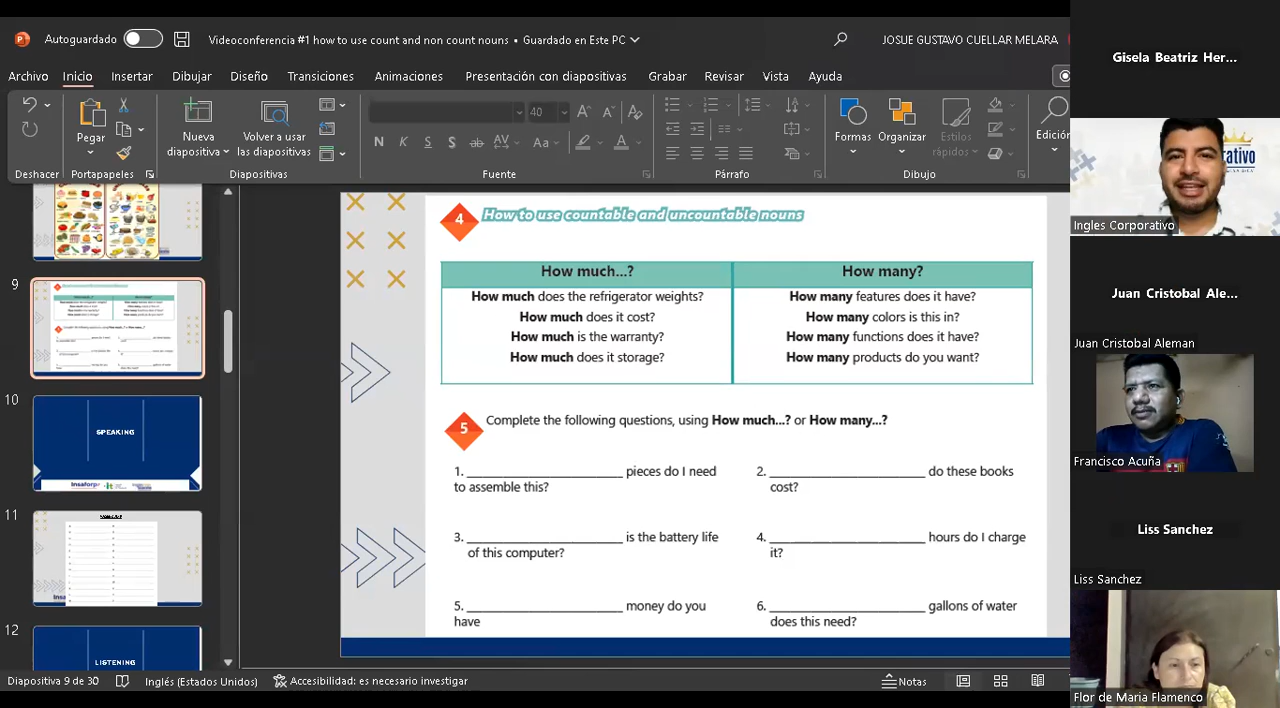 Autoguardado
Videoconferencia #1 how to use count and non count nouns • Guardado en Este PC
JOSUE GUSTAVO CUELLAR MELARA
Archivo Inicio Insertar Dibujar Diseño Transiciones Animaciones Presentación con diapositivas Grabar Revisar Vista Ayuda
Pegar
Nueva diapositiva
Volver a usar las diapositivas
40
N K S ab AV Aa A
Formas Organizar Estilos rápidos Edición
Deshacer Portapapeles Diapositivas Fuente Párrafo Dibujo
9
10
SPEAKING
11
12
LISTENING
4 How to use countable and uncountable nouns
How much...? How many?
How much does the refrigerator weights? How many features does it have?
How much does it cost? How many colors is this in?
How much is the warranty? How many functions does it have?
How much does it storage? How many products do you want?
5 Complete the following questions, using How much...? or How many...?
1. ________________________ pieces do I need
to assemble this?
2. ________________________ do these books
cost?
3. ________________________ is the battery life
of this computer?
4. ________________________ hours do I charge
it?
5. ________________________ money do you
have
6. ________________________ gallons of water
does this need?
Diapositiva 9 de 30 Inglés (Estados Unidos) Accesibilidad: es necesario investigar Notas
Gisela Beatriz Her...
Ingles Corporativo
Juan Cristobal Ale...
Juan Cristobal Aleman
Francisco Acuña
Liss Sanchez
Liss Sanchez
Flor de Maria Flamenco